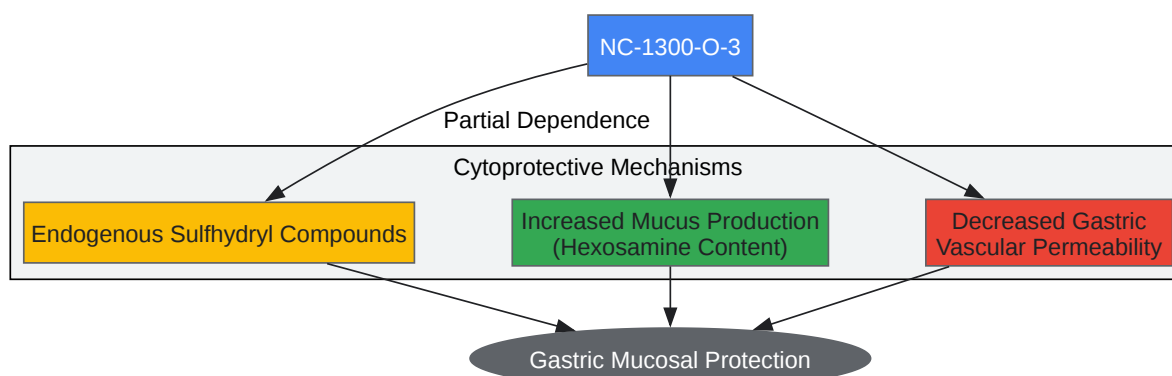 NC-1300-O-3
Partial Dependence
Cytoprotective Mechanisms
Endogenous Sulfhydryl Compounds
Increased Mucus Production
(Hexosamine Content)
Decreased Gastric
Vascular Permeability
Gastric Mucosal Protection